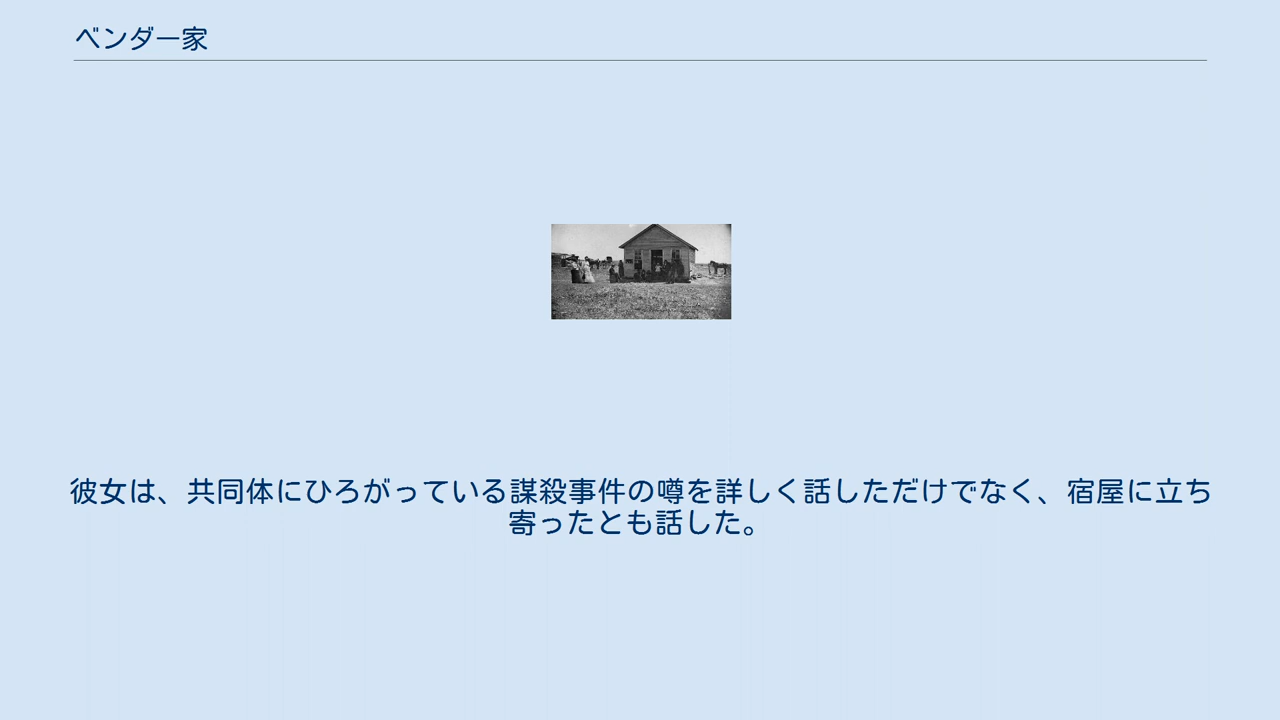 ベンダー家
彼女は、共同体にひろがっている謀殺事件の噂を詳しく話しただけでなく、宿屋に立ち
寄ったとも話した。